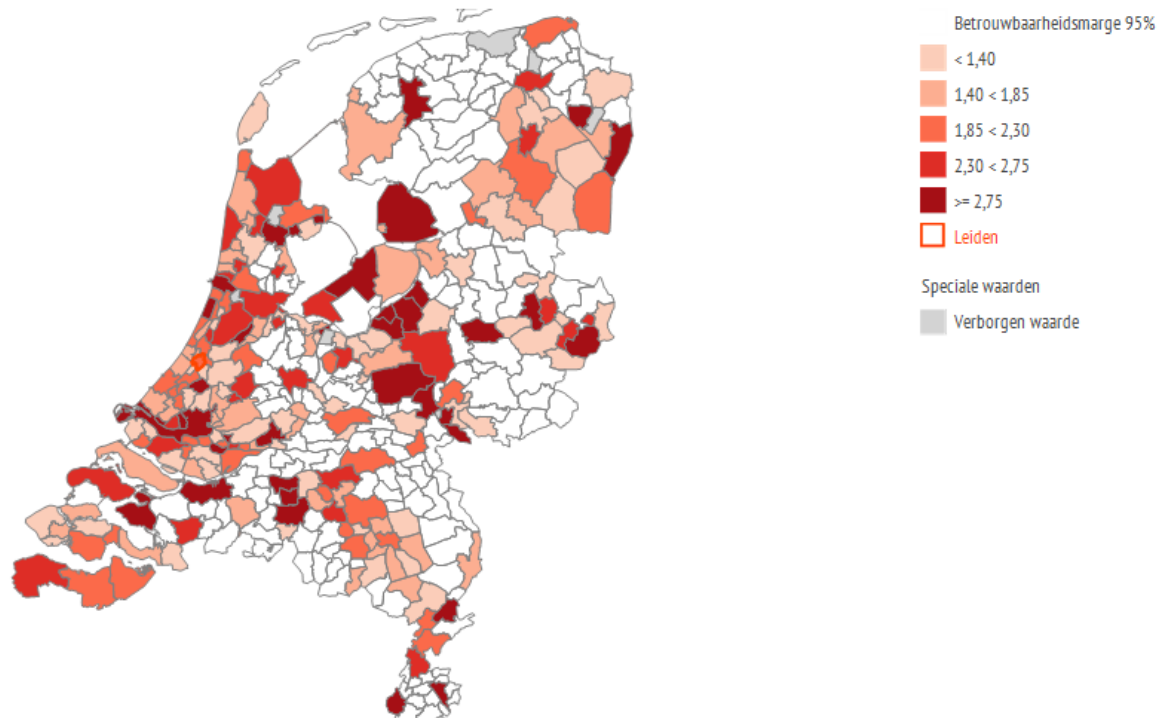 Betrouwbaarheidsmarge 95%
< 1,40
1,40 < 1,85
1,85 < 2,30
2,30 < 2,75
>= 2,75
Leiden
Speciale waarden
Verborgen waarde